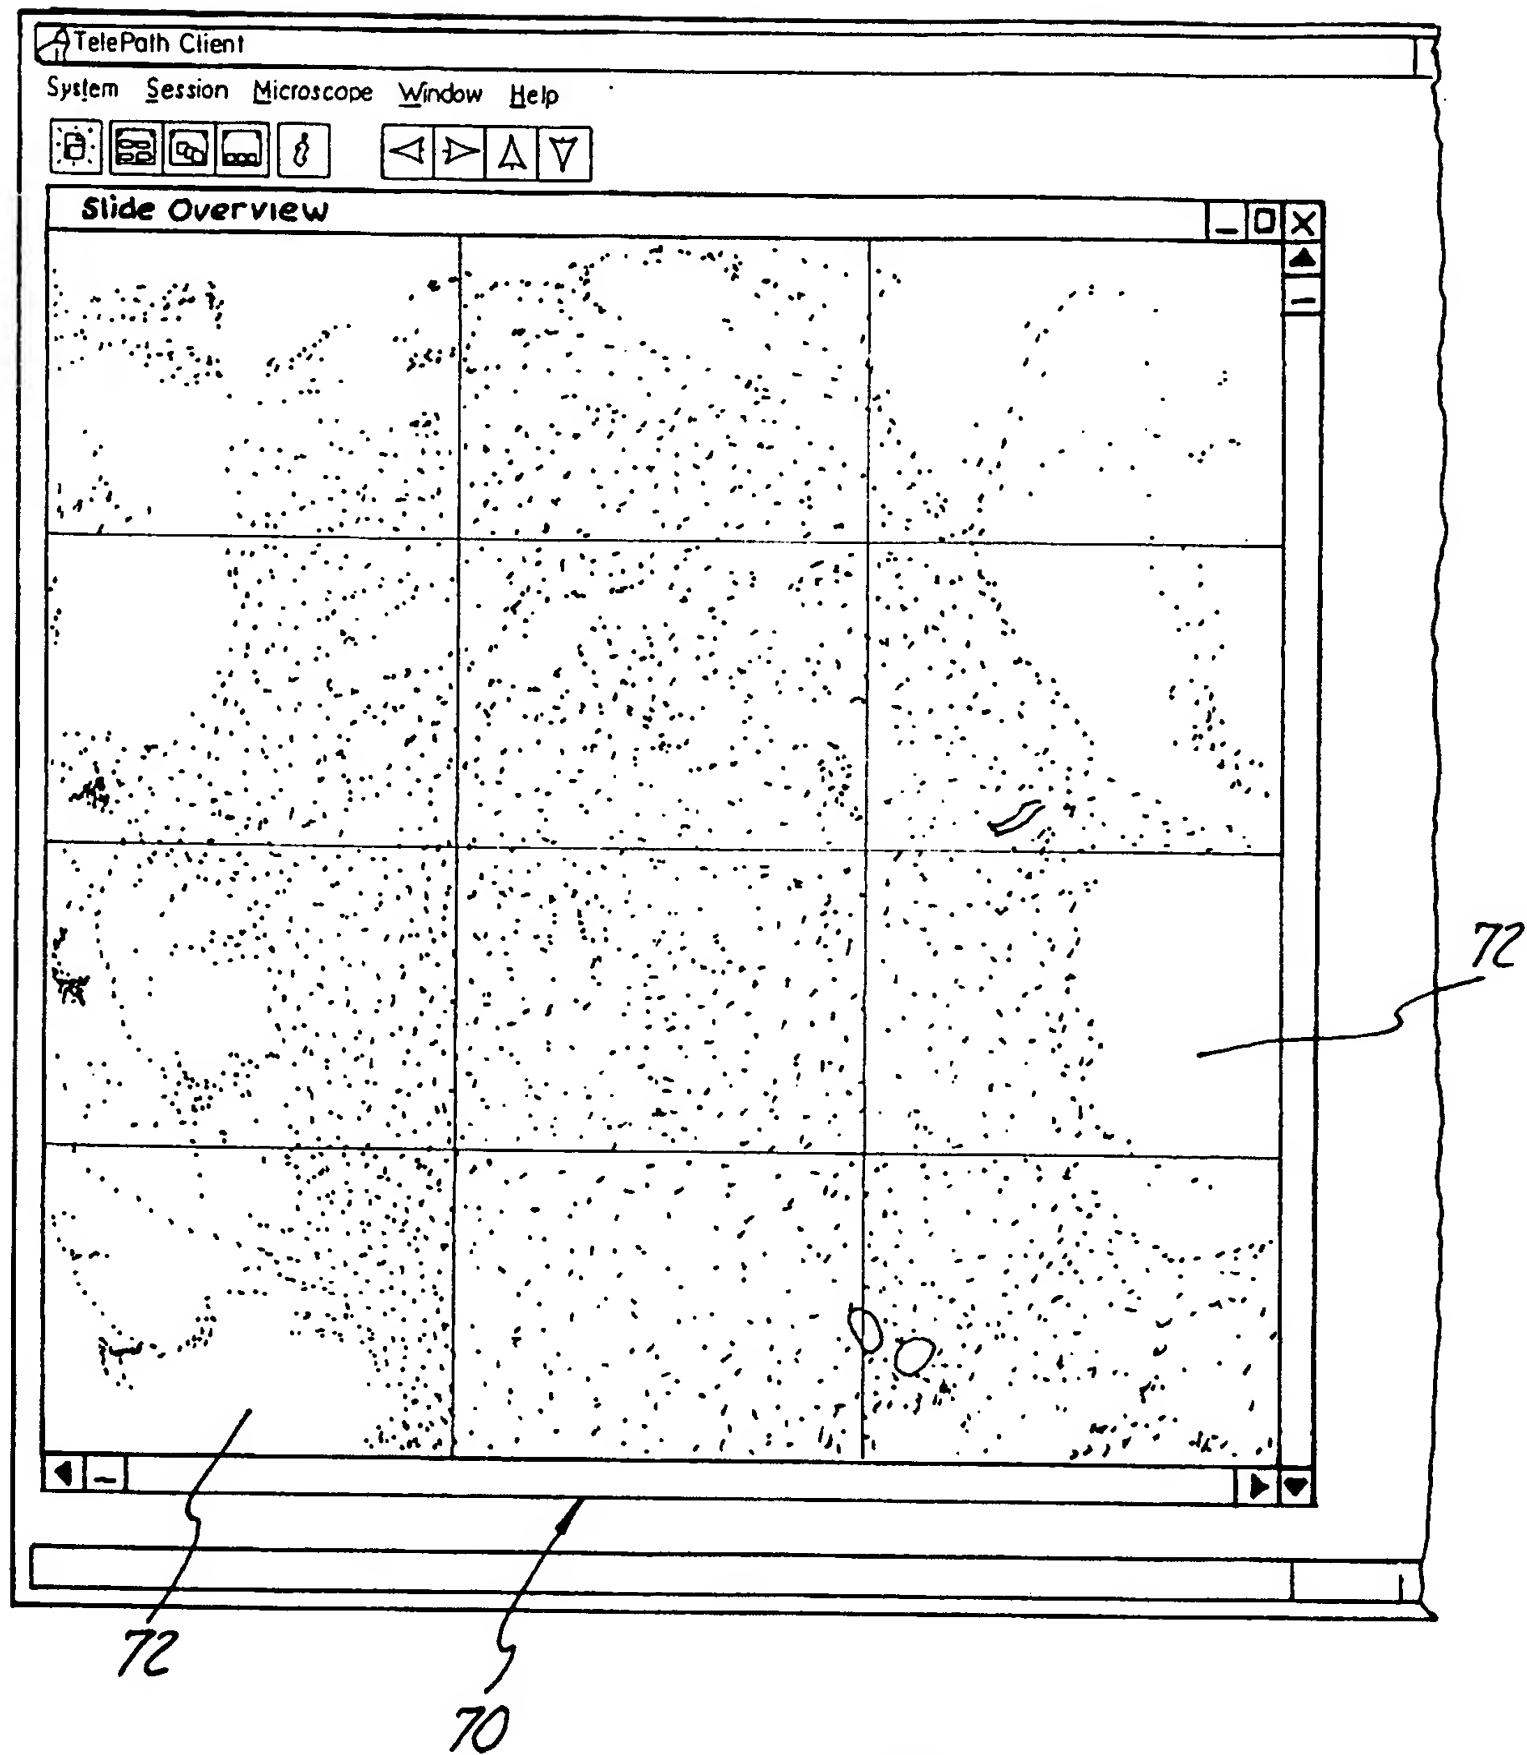 TelePath Client
System Session Microscope Window Help
Slide Overview
72
72
70